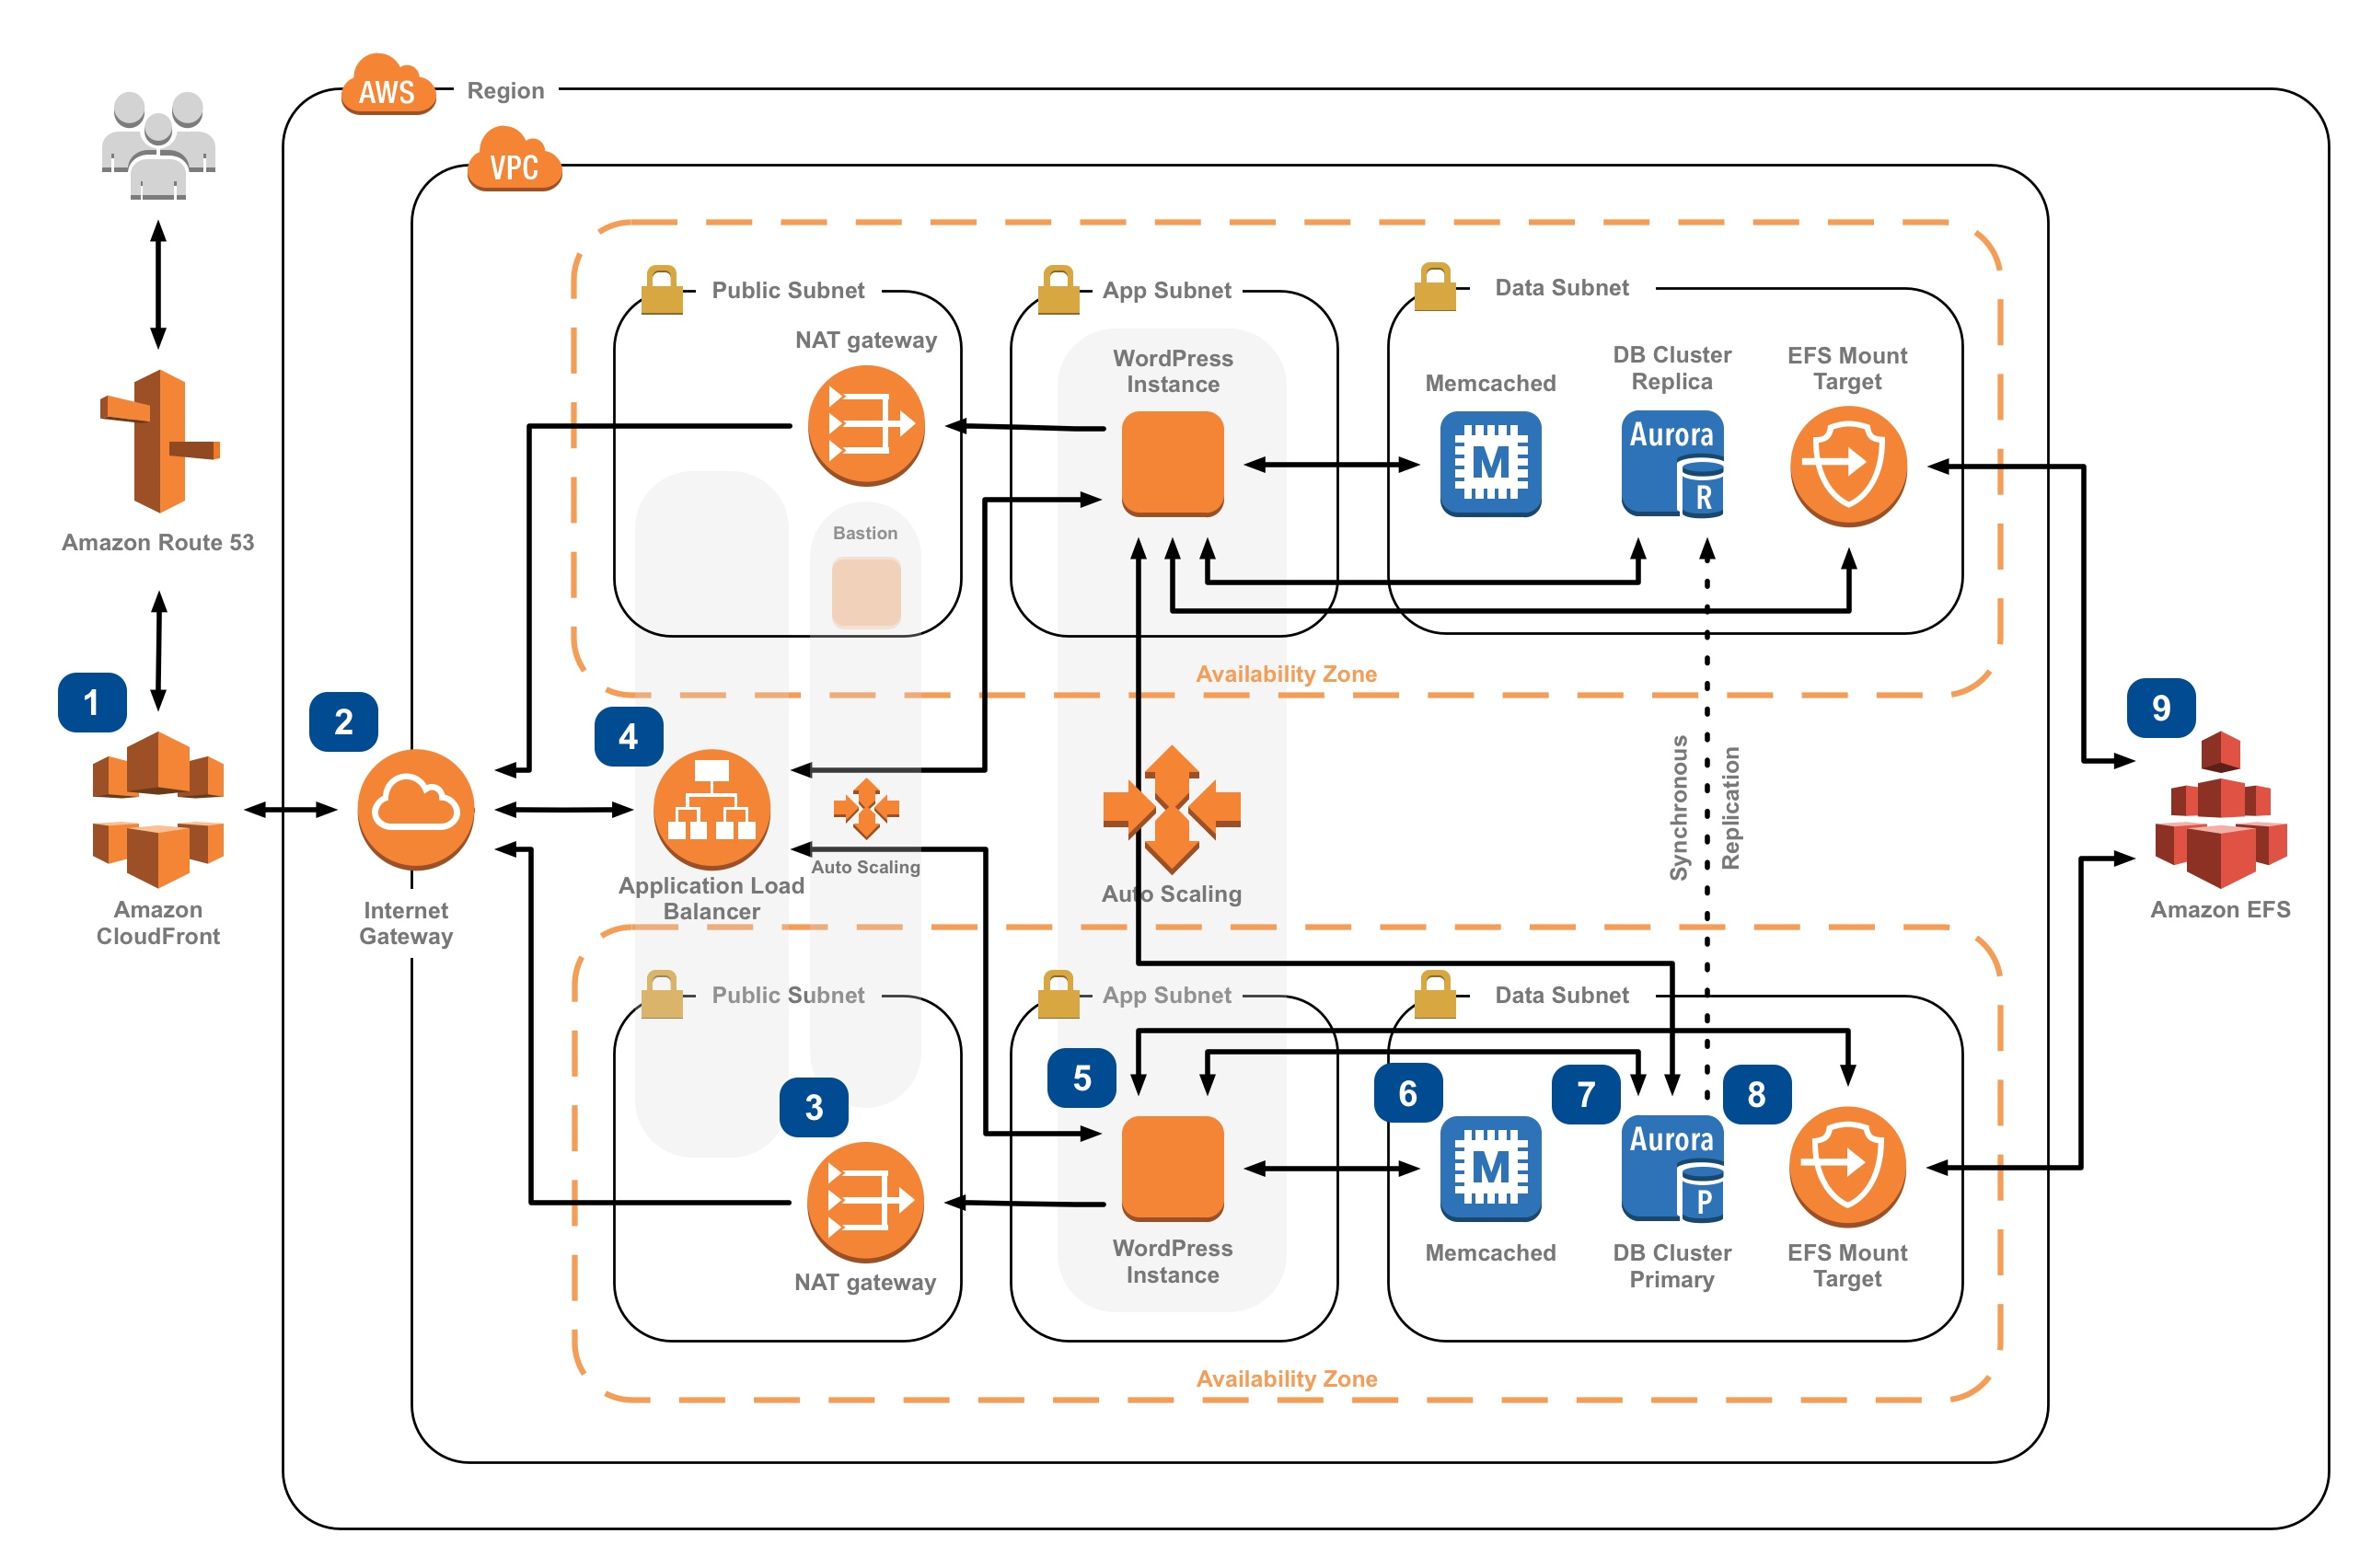 AWS
Region
VPC
Public Subnet
App Subnet
Data Subnet
NAT gateway
WordPress
Instance
Memcached
DB Cluster
Replica
EFS Mount
Target
M
Aurora
R
Bastion
Amazon Route 53
Availability Zone
1
2
4
9
Synchronous
Replication
Auto Scaling
Application Load
Balancer
Auto Scaling
Amazon
CloudFront
Internet
Gateway
Amazon EFS
Public Subnet
App Subnet
Data Subnet
3
5
6
7
8
M
Aurora
P
NAT gateway
WordPress
Instance
Memcached
DB Cluster
Primary
EFS Mount
Target
Availability Zone